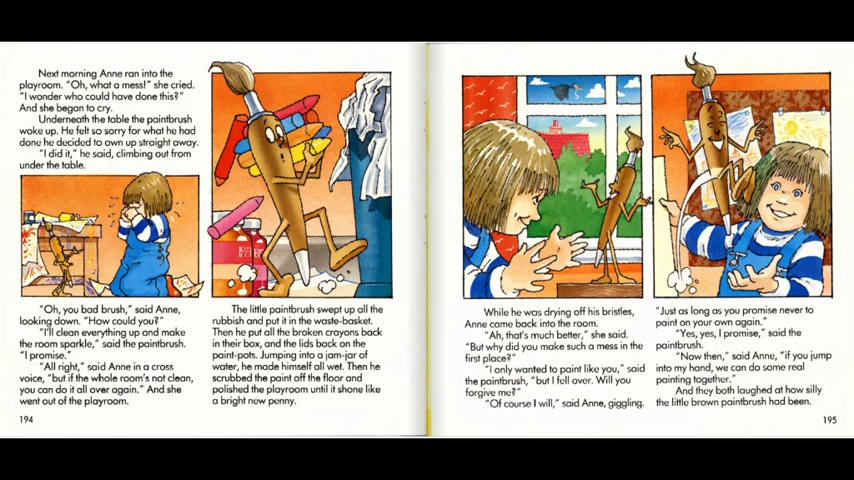 Next morning Anne ran into the
playroom. "Oh, what a mess!" she cried.
"I wonder who could have done this?"
And she began to cry.
Underneath the table the paintbrush
woke up. He felt so sorry for what he had
done he decided to own up straight away.
"I did it," he said, climbing out from
under the table.
"Oh, you bad brush," said Anne,
looking down. "How could you?"
"I'll clean everything up and make
the room sparkle," said the paintbrush.
"I promise."
"All right," said Anne in a cross
voice, "but if the whole room's not clean,
you can do it all over again." And she
went out of the playroom.
194
The little paintbrush swept up all the
rubbish and put it in the waste-basket.
Then he put all the broken crayons back
in their box, and the lids back on the
paint-pots. Jumping into a jam-jar of
water, he made himself all wet. Then he
scrubbed the paint off the floor and
polished the playroom until it shone like
a bright new penny.
While he was drying off his bristles,
Anne came back into the room.
"Ah, that's much better," she said.
"But why did you make such a mess in the
first place?"
"I only wanted to paint like you," said
the paintbrush, "but I fell over. Will you
forgive me?"
"Of course I will," said Anne, giggling.
"Just as long as you promise never to
paint on your own again."
"Yes, yes, I promise," said the
paintbrush.
"Now then," said Anne, "if you jump
into my hand, we can do some real
painting together."
And they both laughed at how silly
the little brown paintbrush had been.
195